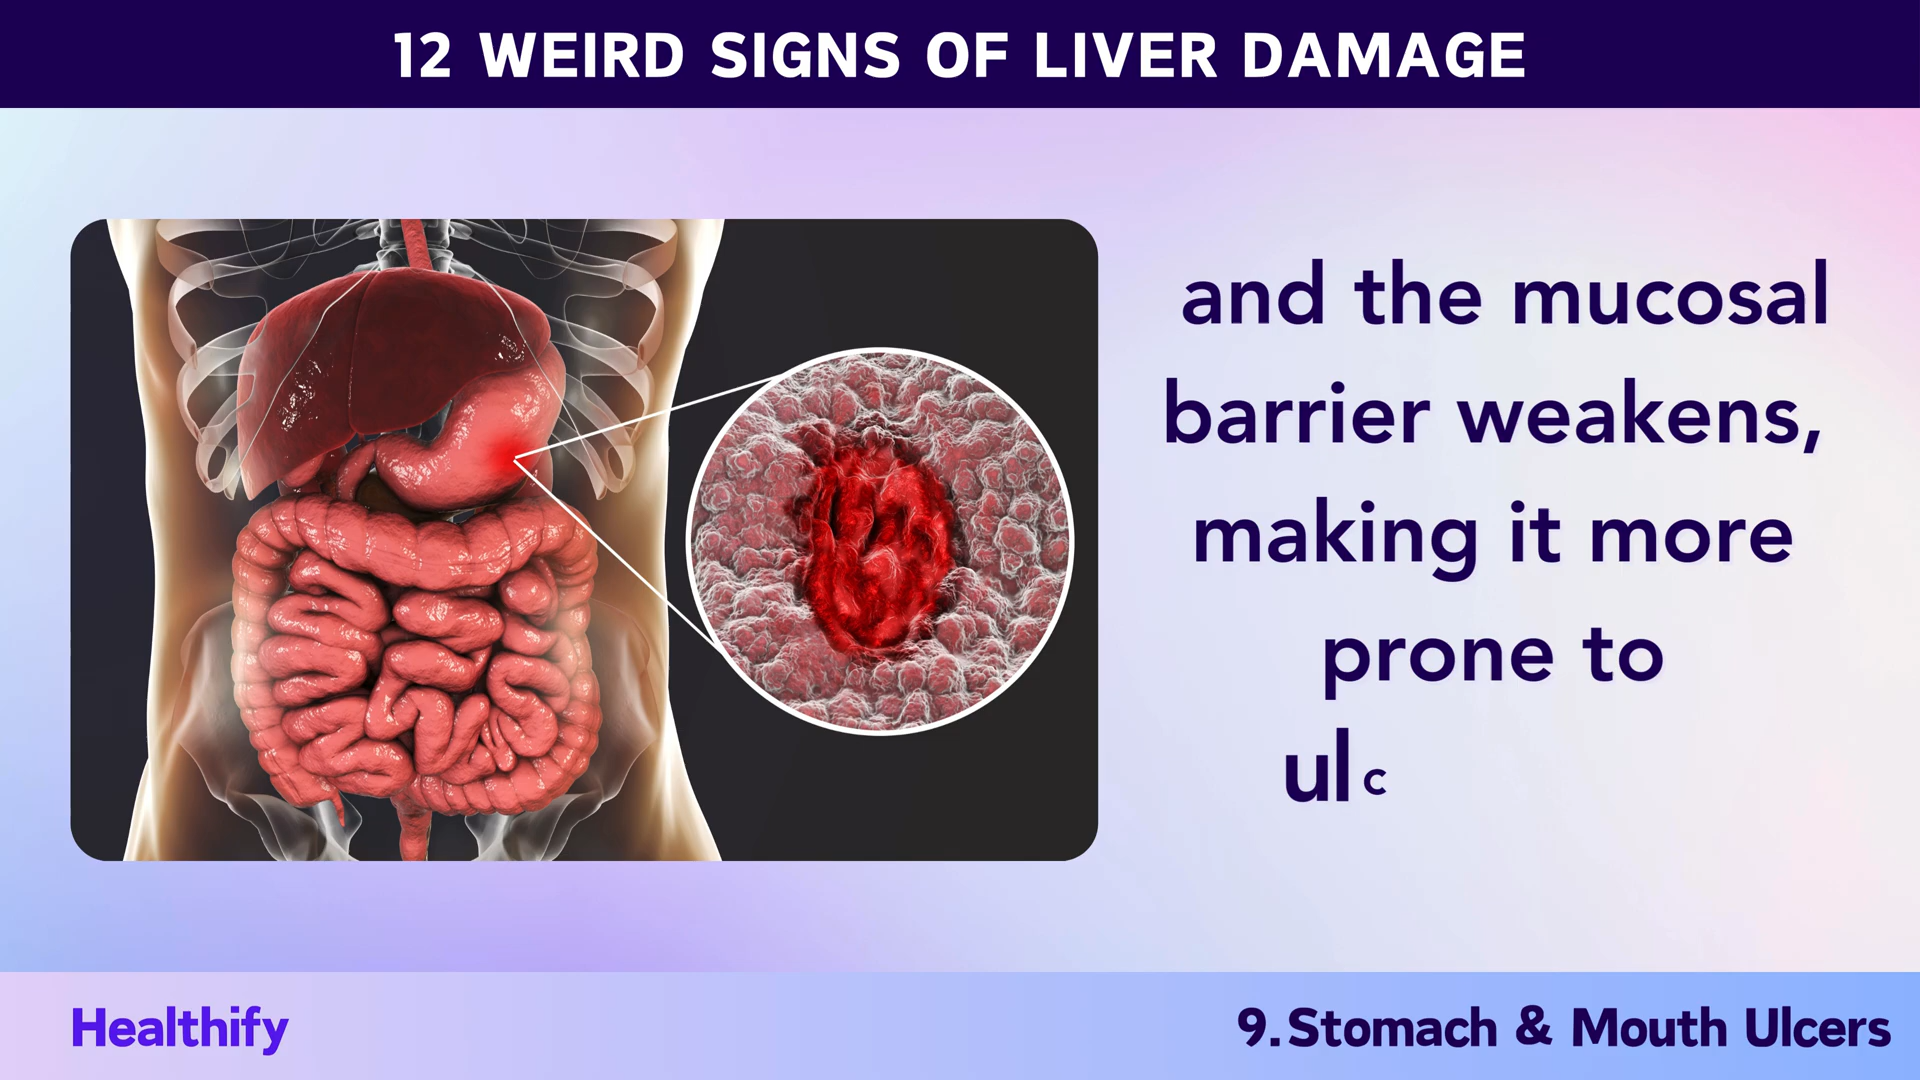 12 WEIRD SIGNS OF LIVER DAMAGE
and the mucosal
barrier weakens,
making it more
prone to
ulc
Healthify
9. Stomach & Mouth Ulcers